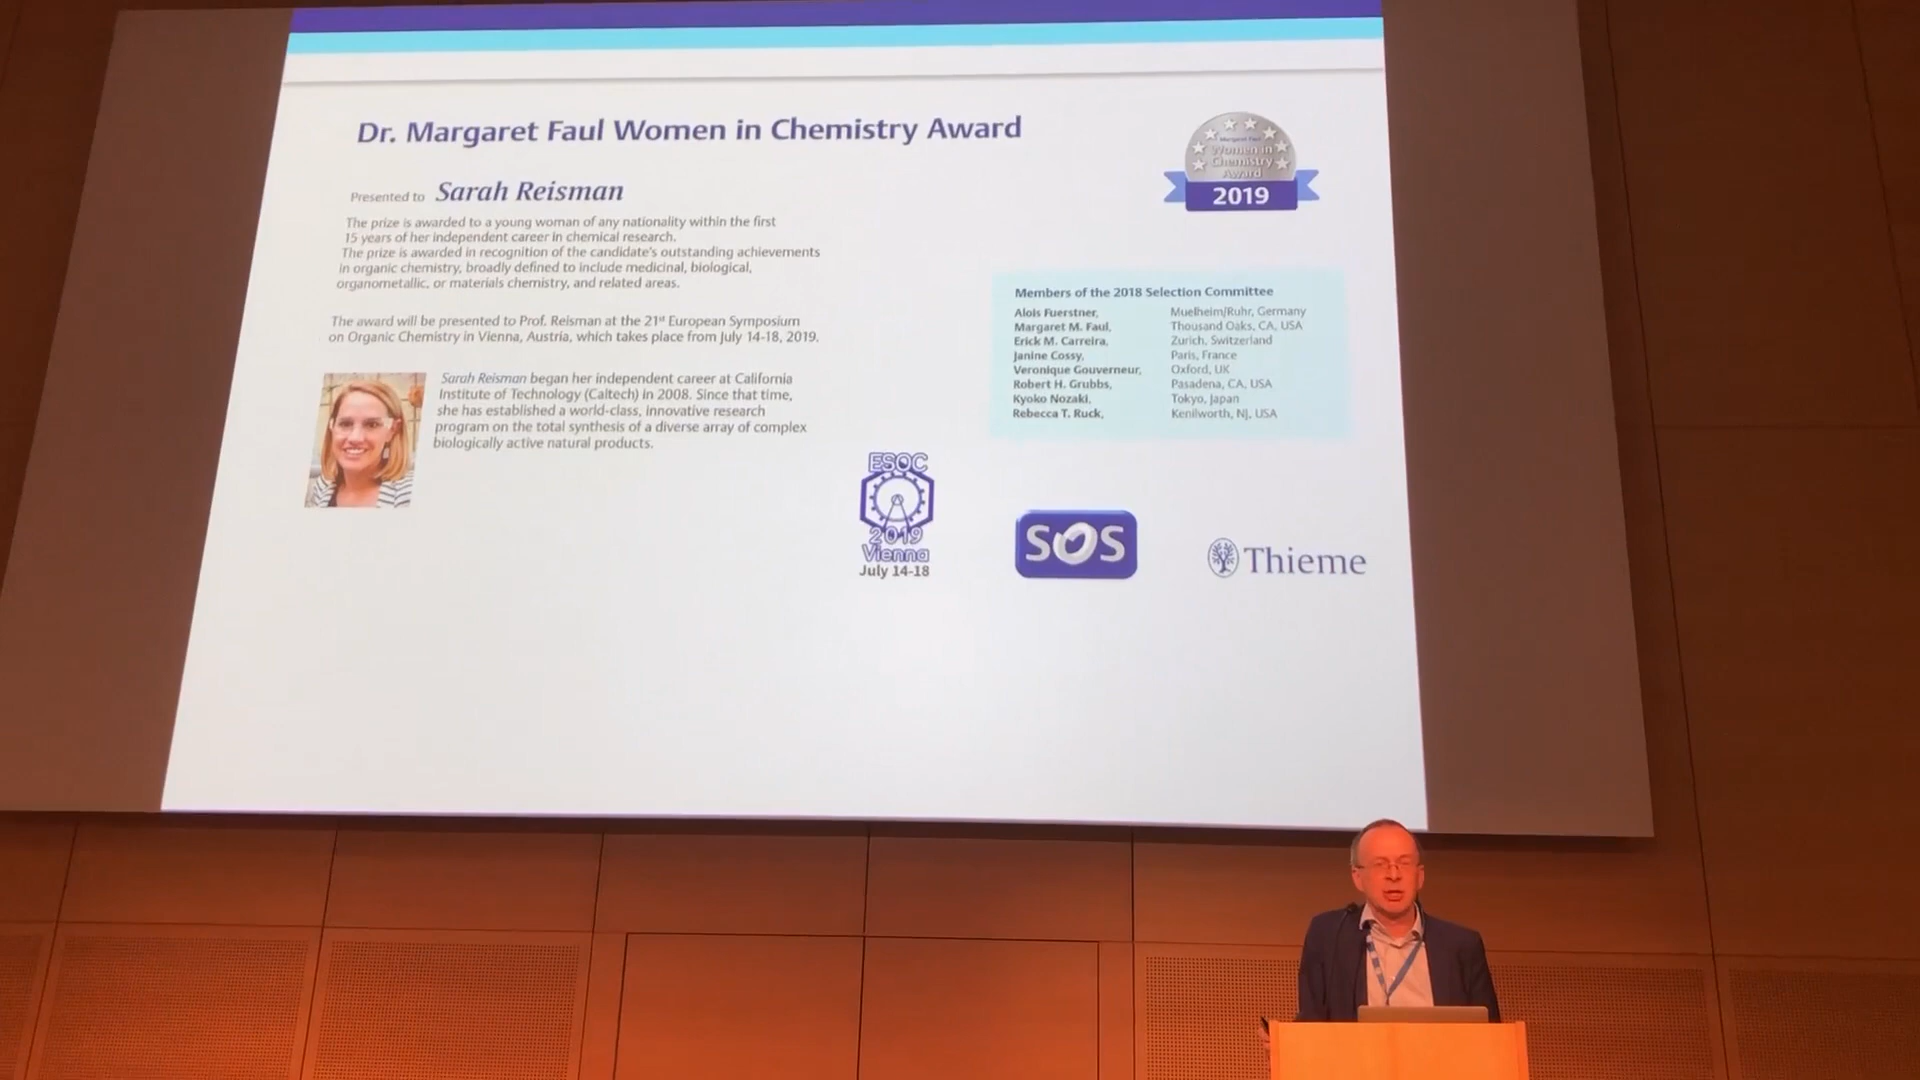 Dr. Margaret Faul Women in Chemistry Award
Margaret Faul
Women in
Chemistry
Award
2019
Presented to Sarah Reisman
The prize is awarded to a young woman of any nationality within the first
15 years of her independent career in chemical research.
The prize is awarded in recognition of the candidate's outstanding achievements
in organic chemistry, broadly defined to include medicinal, biological,
organometallic, or materials chemistry, and related areas.
The award will be presented to Prof. Reisman at the 21st European Symposium
on Organic Chemistry in Vienna, Austria, which takes place from July 14-18, 2019.
Sarah Reisman began her independent career at California
Institute of Technology (Caltech) in 2008. Since that time,
she has established a world-class, innovative research
program on the total synthesis of a diverse array of complex
biologically active natural products.
Members of the 2018 Selection Committee
Alois Fuerstner, Muelheim/Ruhr, Germany
Margaret M. Faul, Thousand Oaks, CA, USA
Erick M. Carreira, Zurich, Switzerland
Janine Cossy, Paris, France
Veronique Gouverneur, Oxford, UK
Robert H. Grubbs, Pasadena, CA, USA
Kyoko Nozaki, Tokyo, Japan
Rebecca T. Ruck, Kenilworth, NJ, USA
ESOC
2019
Vienna
July 14-18
SOS
Thieme